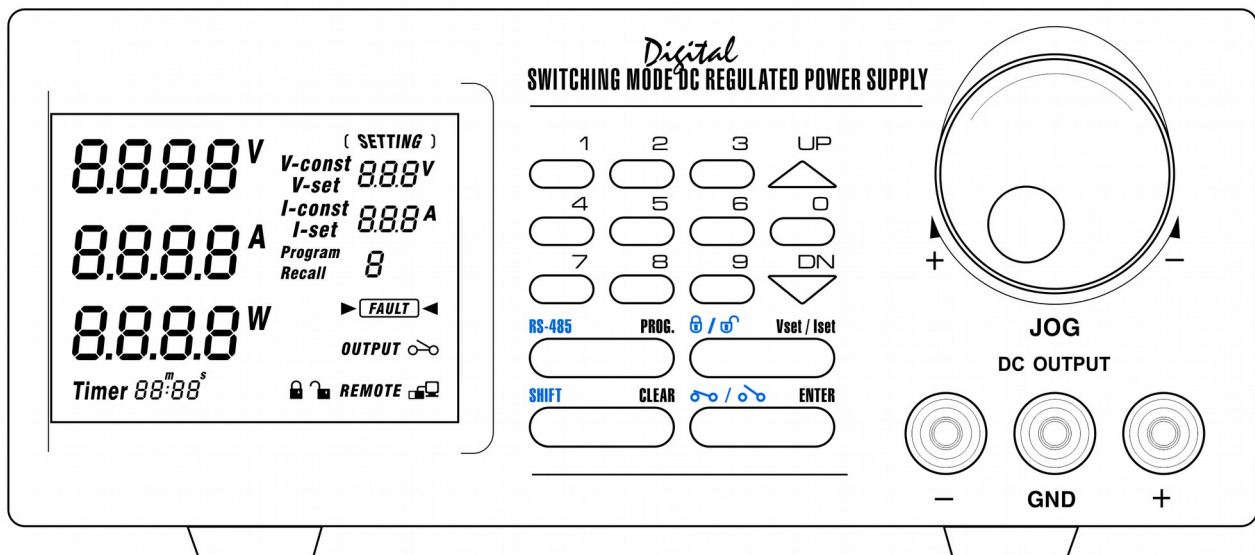 Digital
SWITCHING MODE DC REGULATED POWER SUPPLY
8.8.8.8 V
8.8.8.8 A
8.8.8.8 W
Timer 88m:88s
( SETTING )
V-const
V-set
8.8.8 V
I-const
I-set
8.8.8 A
Program
Recall
8
FAULT
OUTPUT
REMOTE
1 2 3 UP
4 5 6 0
7 8 9 DN
RS-485 PROG. / Vset / Iset
SHIFT CLEAR / ENTER
+ −
JOG
DC OUTPUT
− GND +